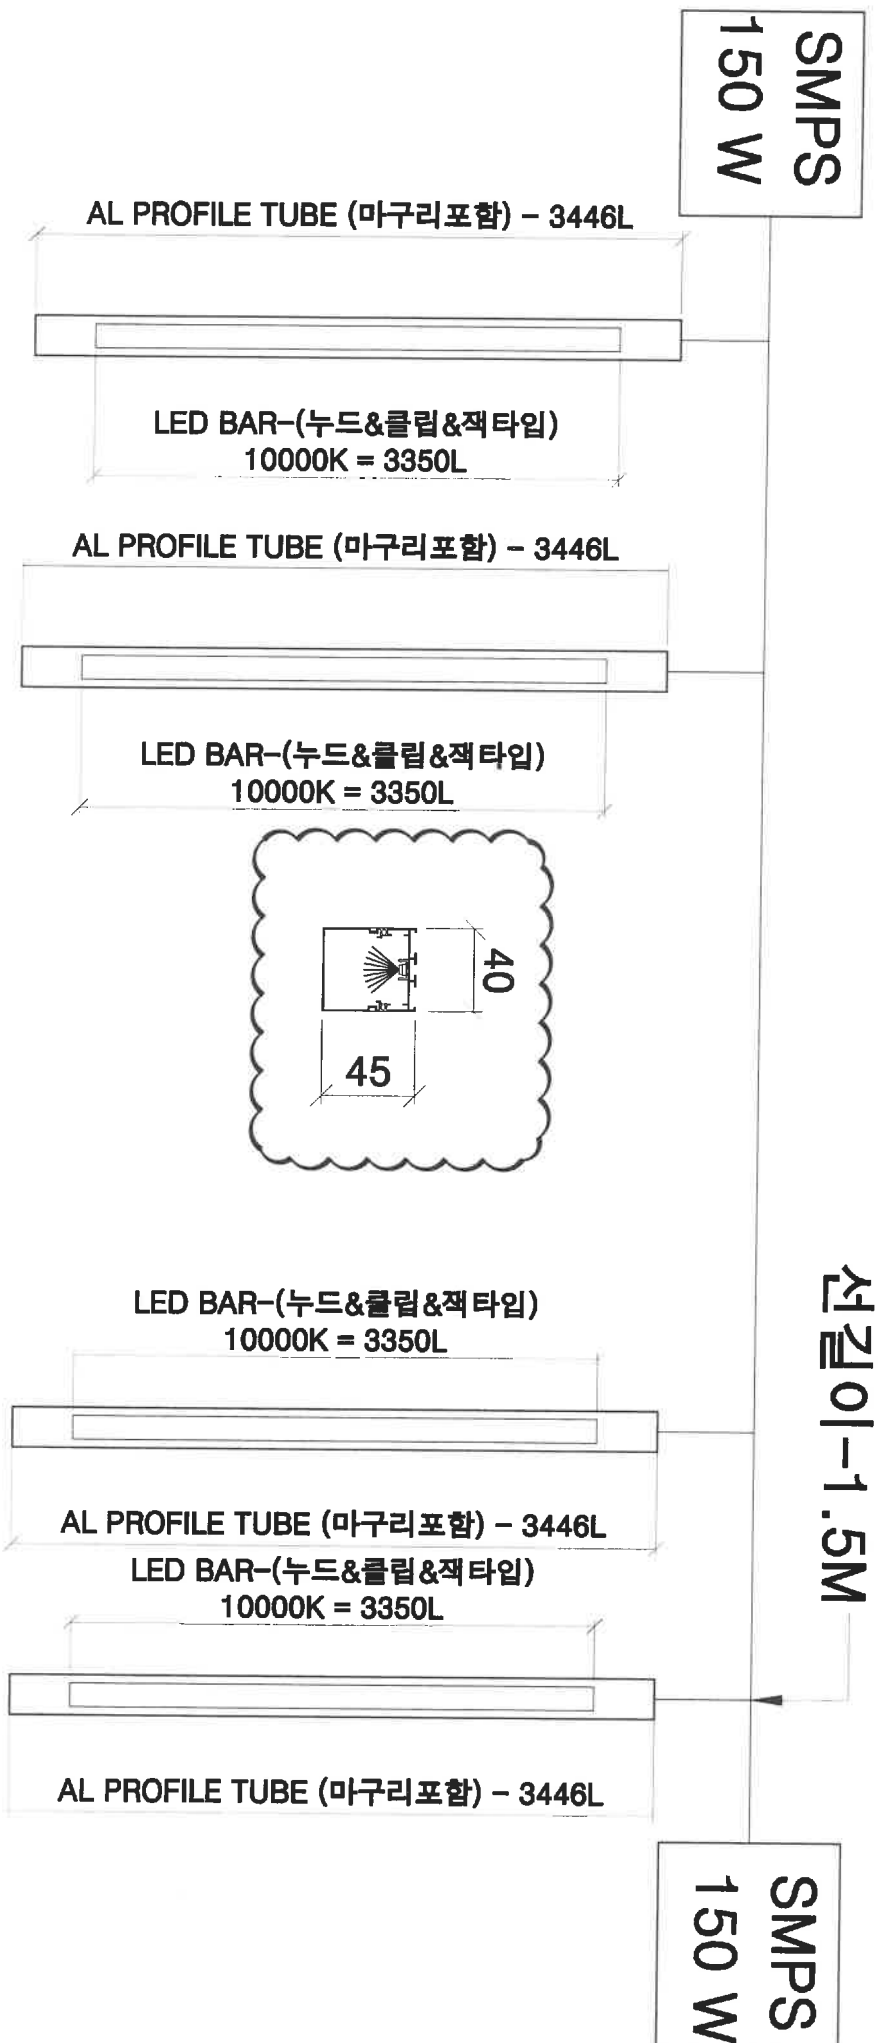 SMPS
150 W
AL PROFILE TUBE (마구리포함) - 3446L
LED BAR-(누드&클립&잭타입)
10000K = 3350L
AL PROFILE TUBE (마구리포함) - 3446L
LED BAR-(누드&클립&잭타입)
10000K = 3350L
40
45
선길이-1.5M
LED BAR-(누드&클립&잭타입)
10000K = 3350L
AL PROFILE TUBE (마구리포함) - 3446L
LED BAR-(누드&클립&잭타입)
10000K = 3350L
AL PROFILE TUBE (마구리포함) - 3446L
SMPS
150 W